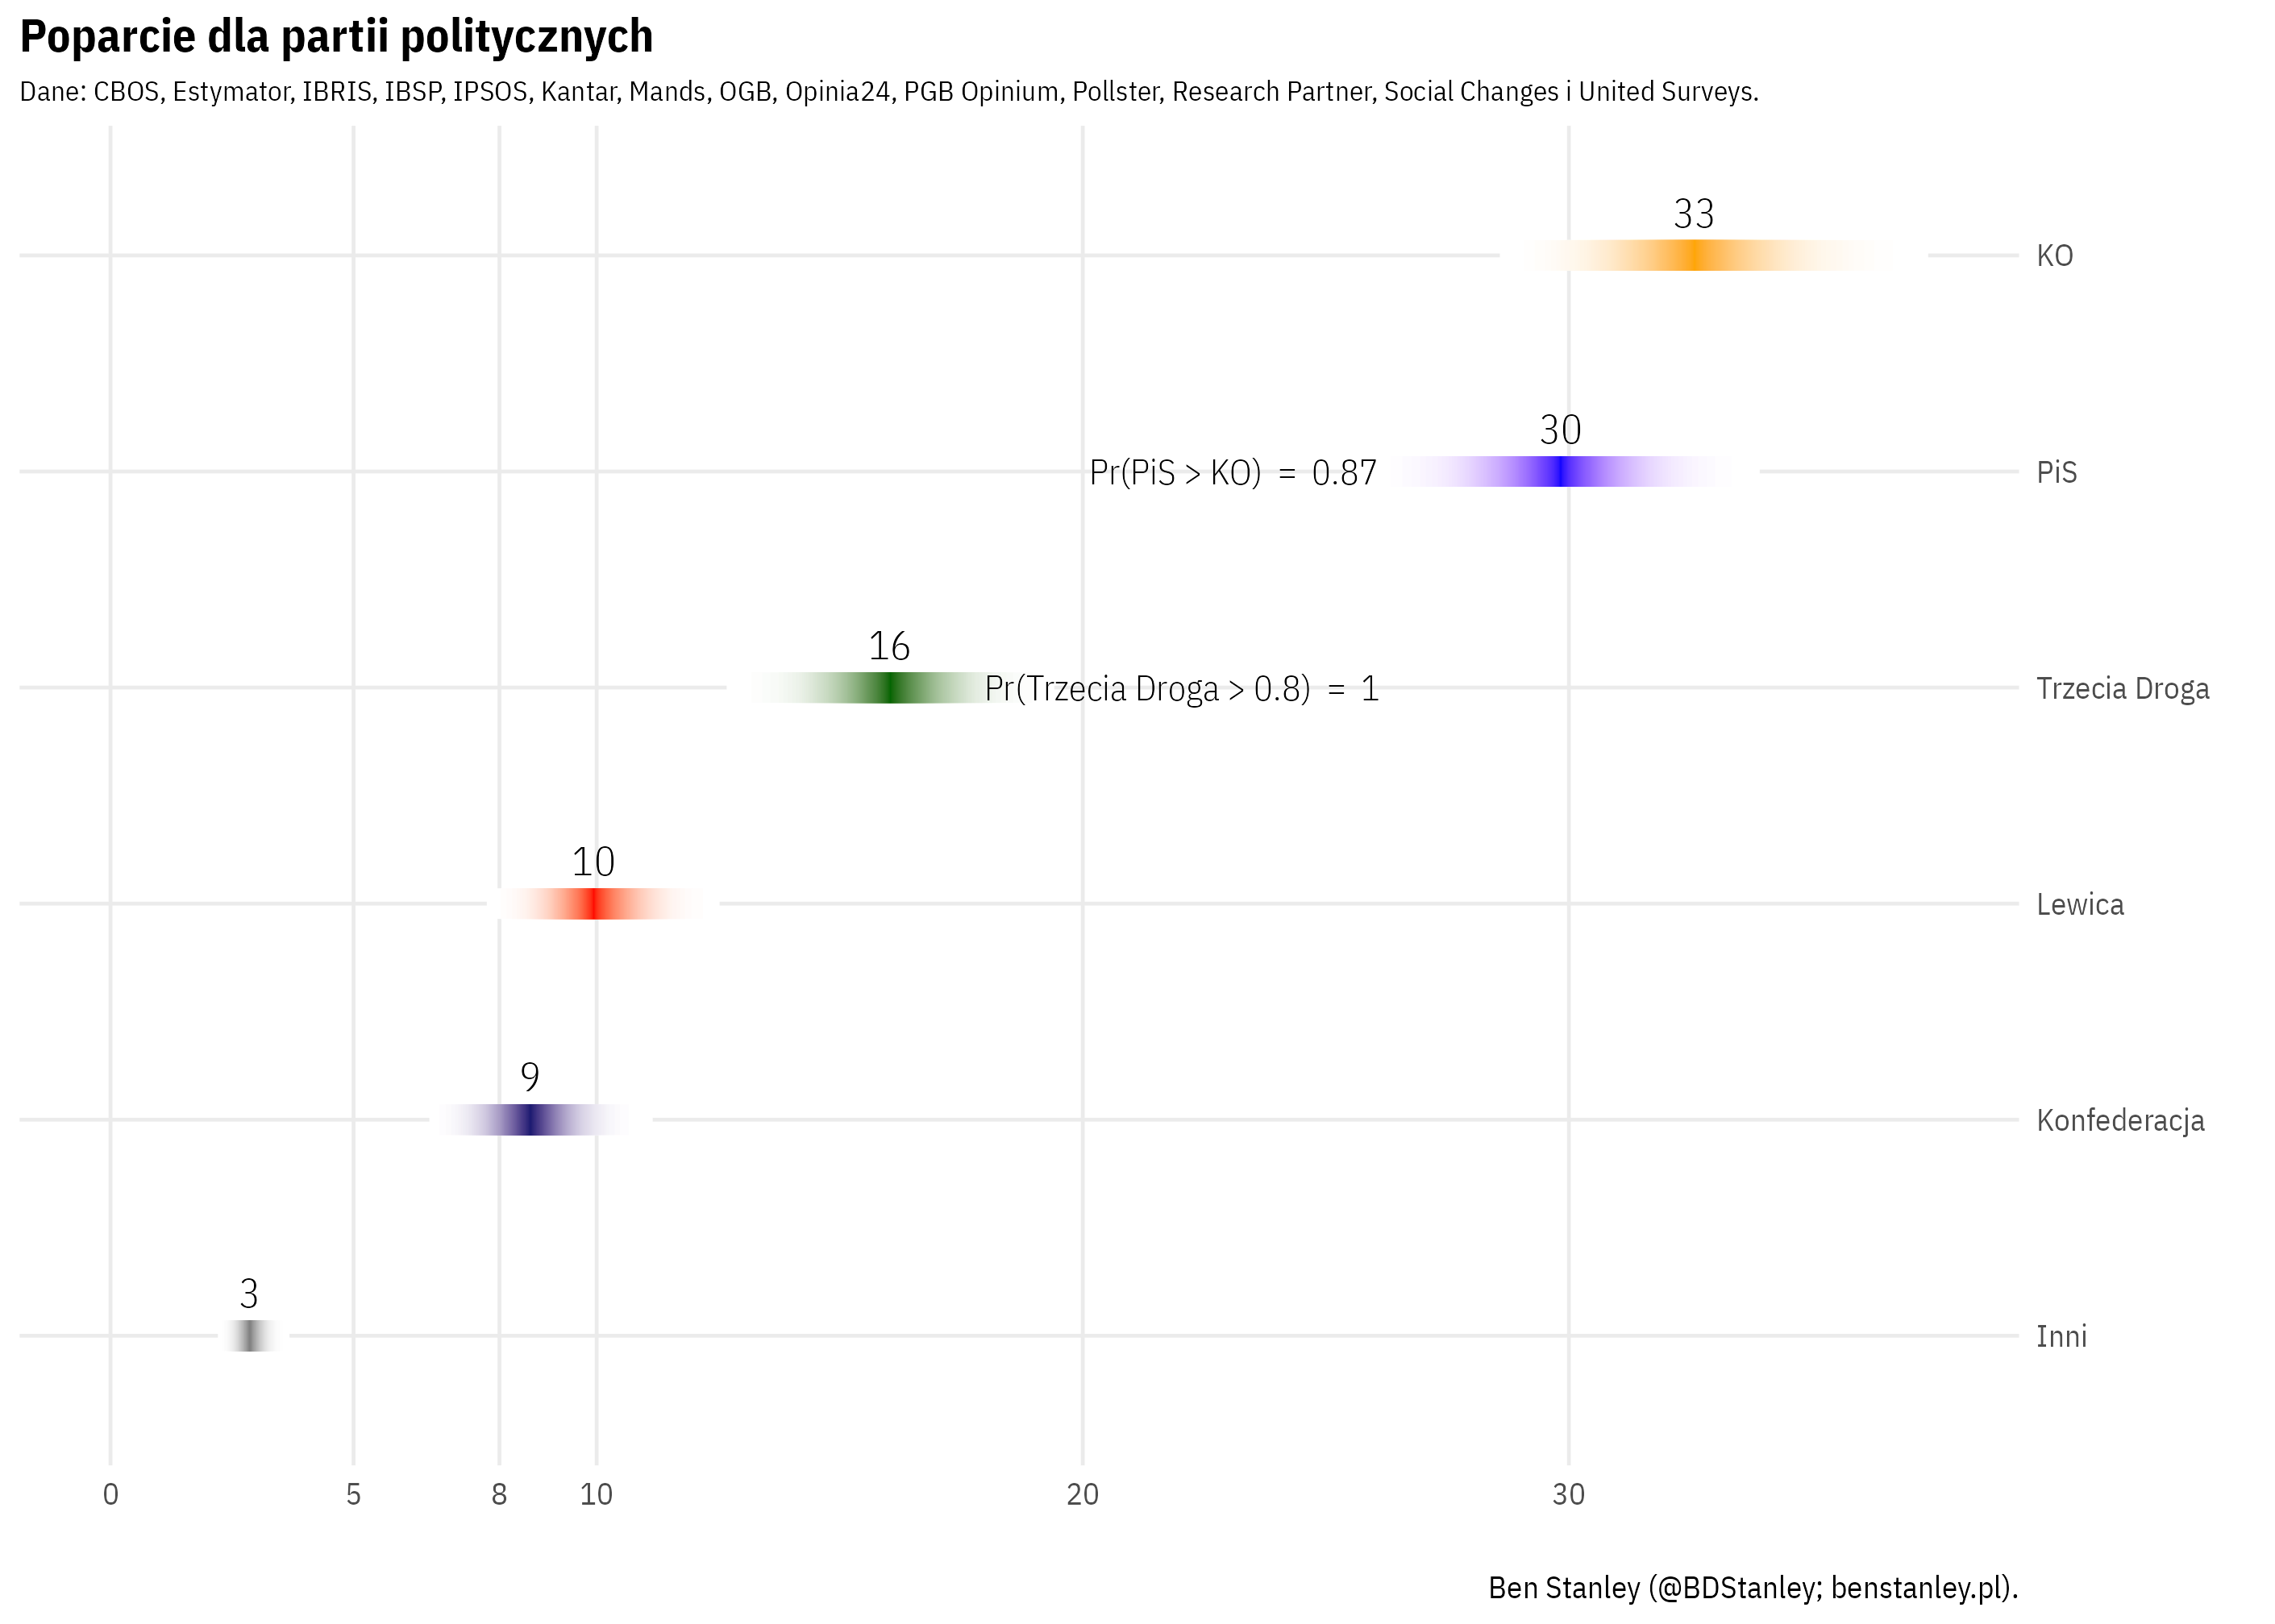 Poparcie dla partii politycznych
Dane: CBOS, Estymator, IBRIS, IBSP, IPSOS, Kantar, Mands, OGB, Opinia24, PGB Opinium, Pollster, Research Partner, Social Changes i United Surveys.
33
KO
30
Pr(PiS > KO) = 0.87
PiS
16
Pr(Trzecia Droga > 0.8) = 1
Trzecia Droga
10
Lewica
9
Konfederacja
3
Inni
0 5 8 10 20 30
Ben Stanley (@BDStanley; benstanley.pl).